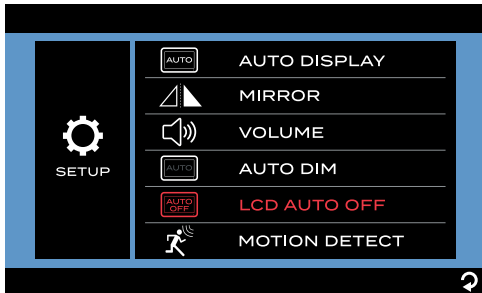 SETUP
AUTO AUTO DISPLAY
MIRROR
VOLUME
AUTO AUTO DIM
AUTO
OFF
LCD AUTO OFF
MOTION DETECT